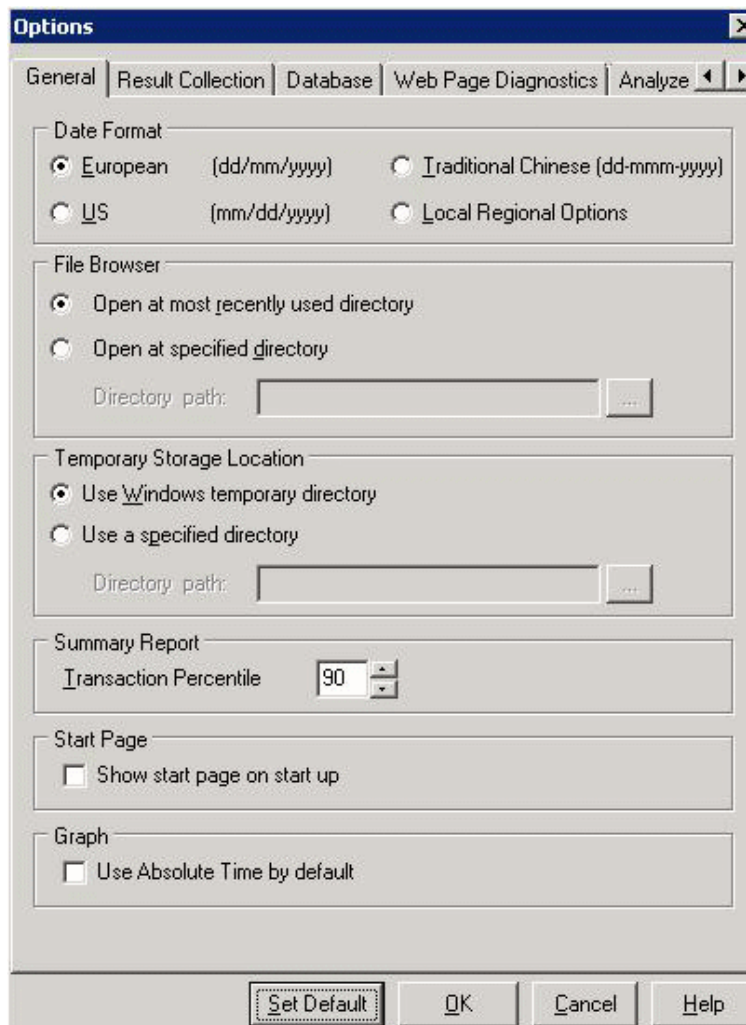 Options
General Result Collection Database Web Page Diagnostics Analyze
Date Format
European (dd/mm/yyyy) Traditional Chinese (dd-mmm-yyyy)
US (mm/dd/yyyy) Local Regional Options
File Browser
Open at most recently used directory
Open at specified directory
Directory path: ...
Temporary Storage Location
Use Windows temporary directory
Use a specified directory
Directory path: ...
Summary Report
Transaction Percentile 90
Start Page
Show start page on start up
Graph
Use Absolute Time by default
Set Default OK Cancel Help